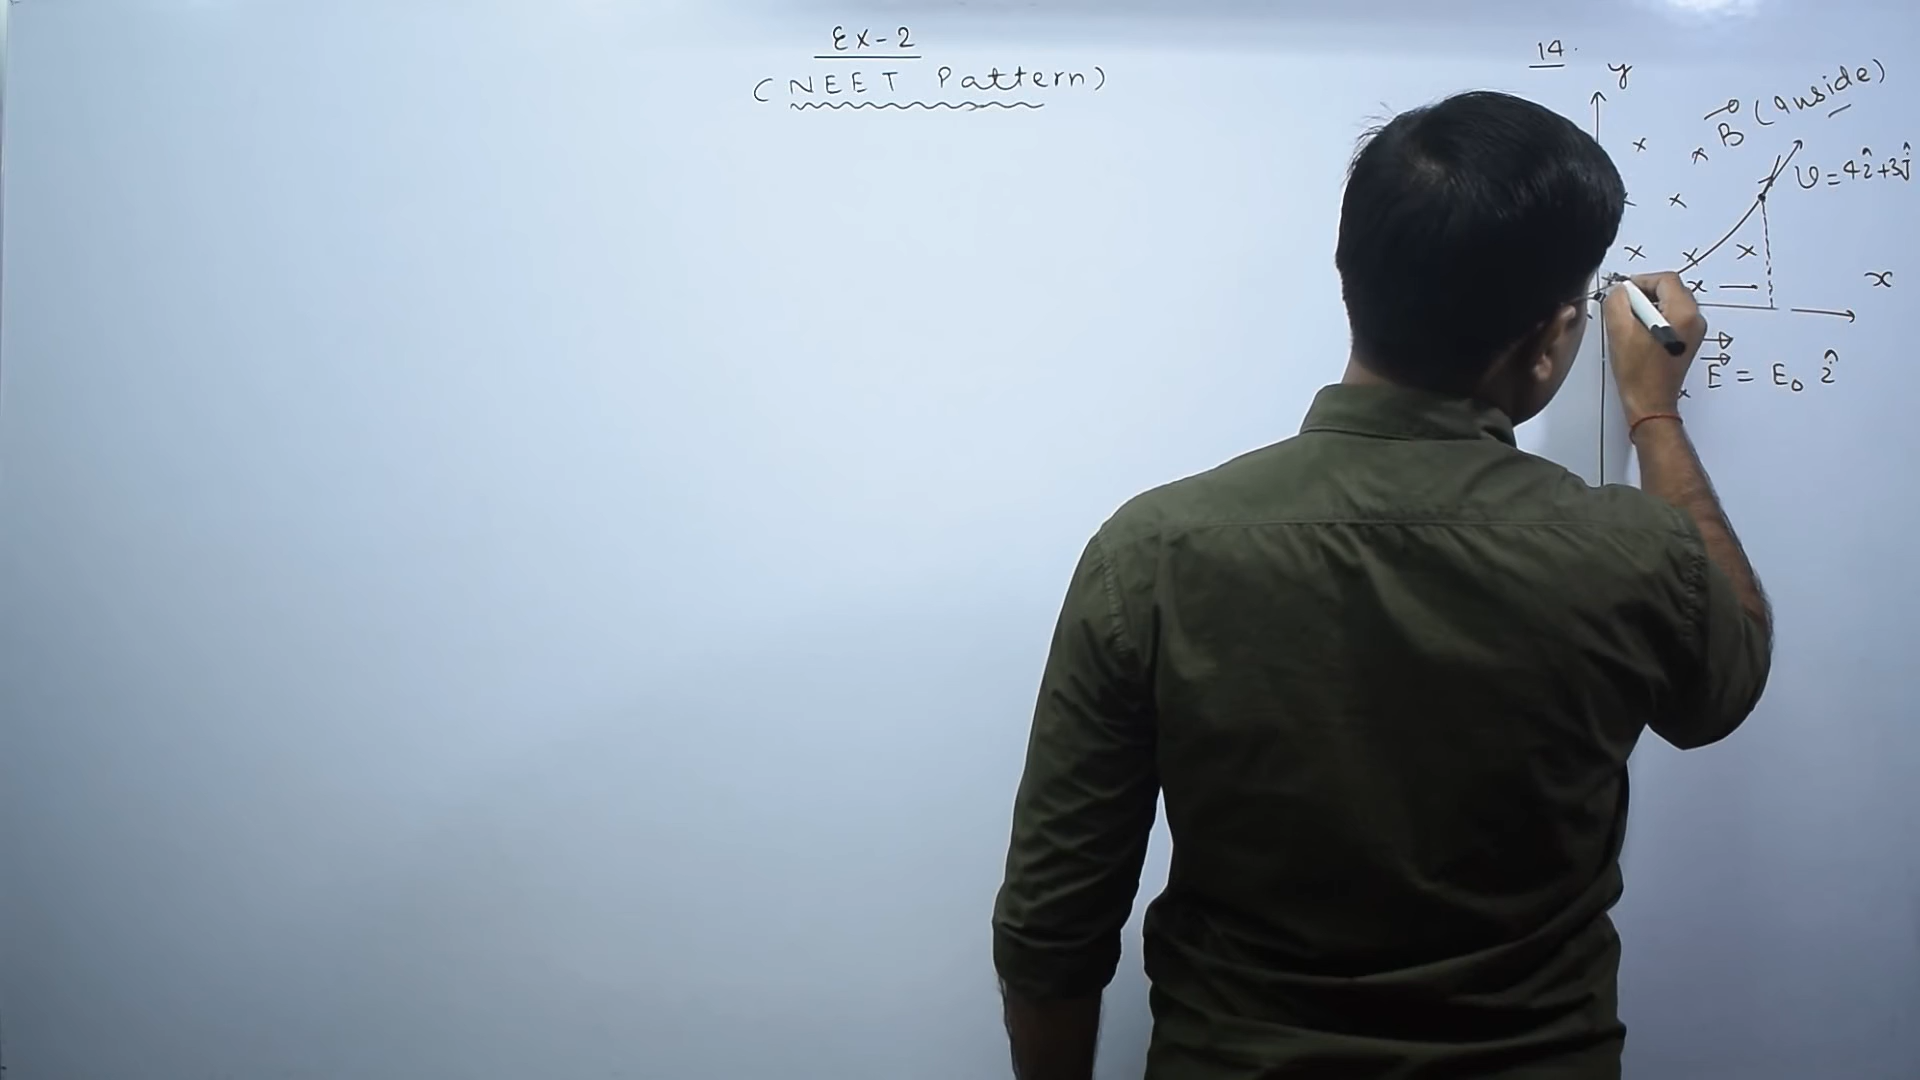 Ex-2
(NEET Pattern)
14.
y
B⃗ (inside)
v = 4î+3ĵ
x
E⃗ = E₀ î